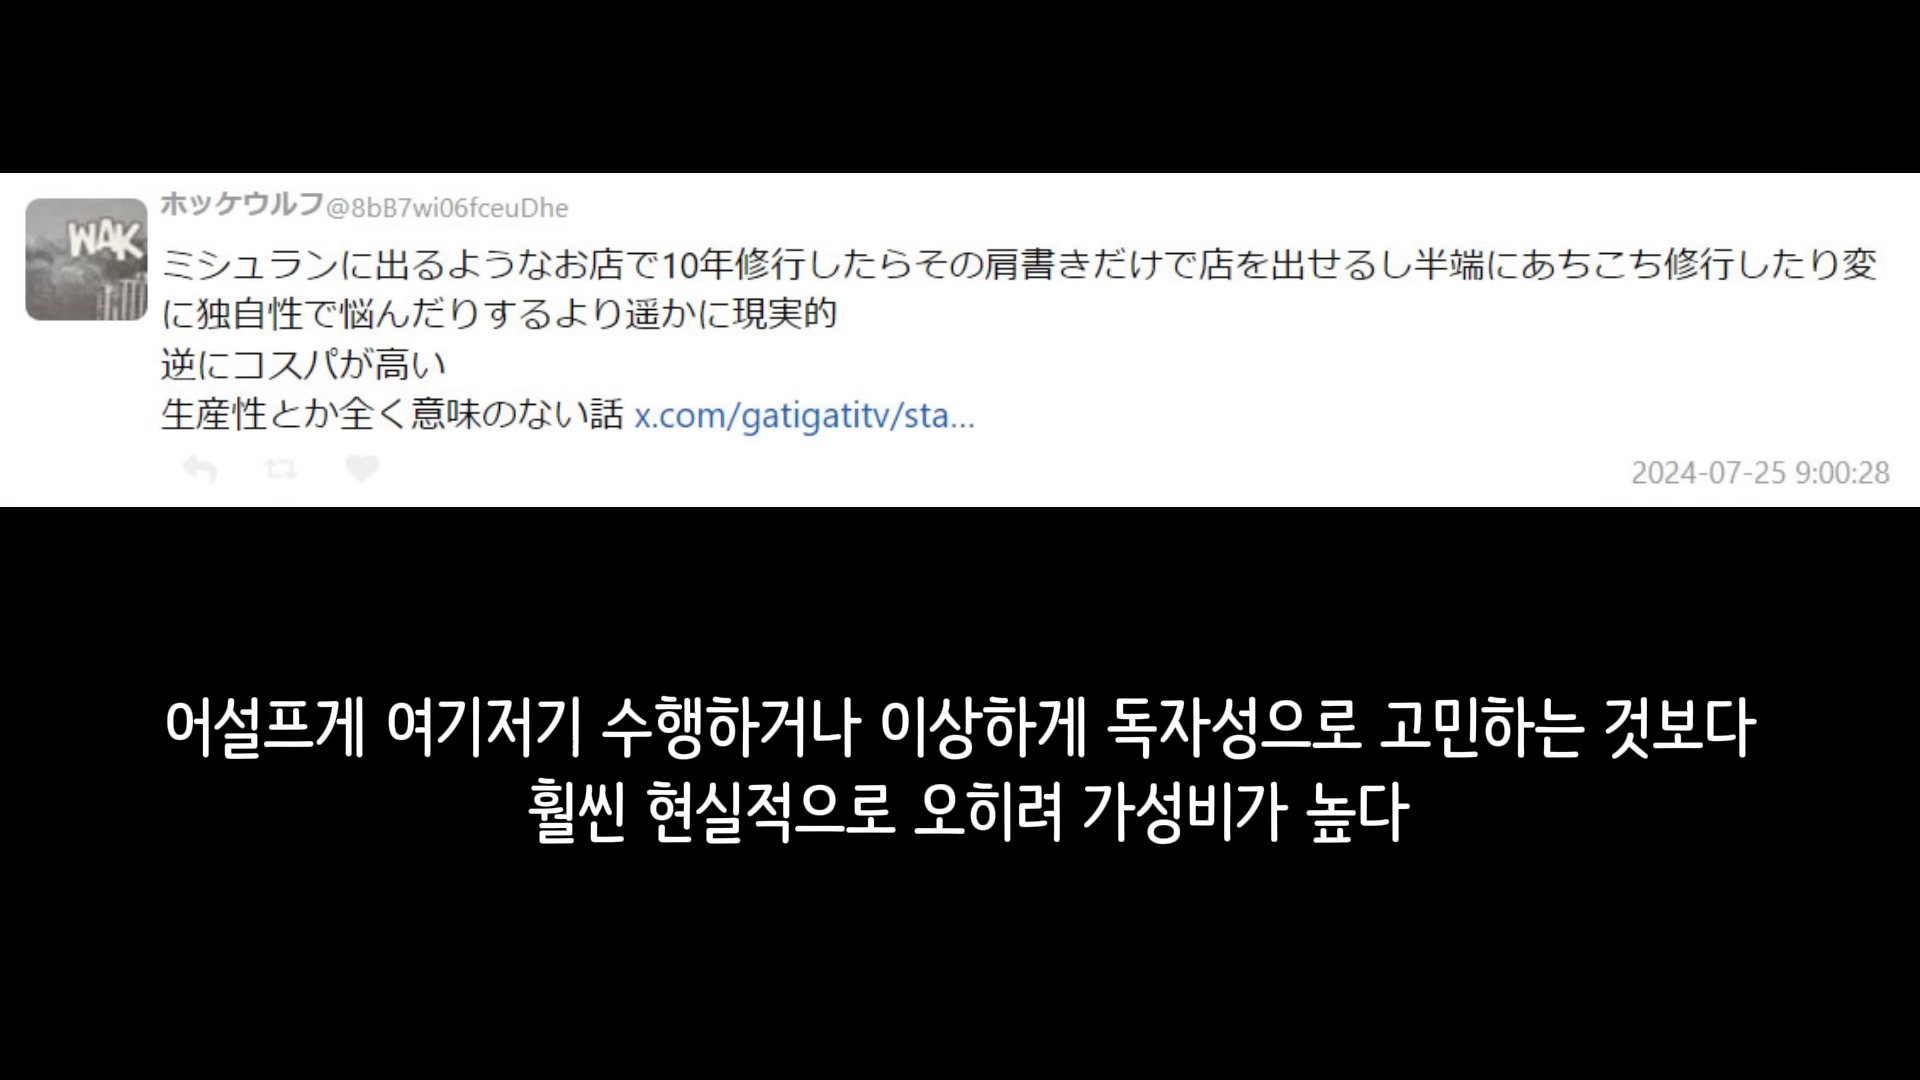 WAK
ホッケウルフ@8bB7wi06fceuDhe
ミシュランに出るようなお店で10年修行したらその肩書きだけで店を出せるし半端にあちこち修行したり変
に独自性で悩んだりするより遥かに現実的
逆にコスパが高い
生産性とか全く意味のない話 x.com/gatigatitv/sta...
2024-07-25 9:00:28
어설프게 여기저기 수행하거나 이상하게 독자성으로 고민하는 것보다
훨씬 현실적으로 오히려 가성비가 높다